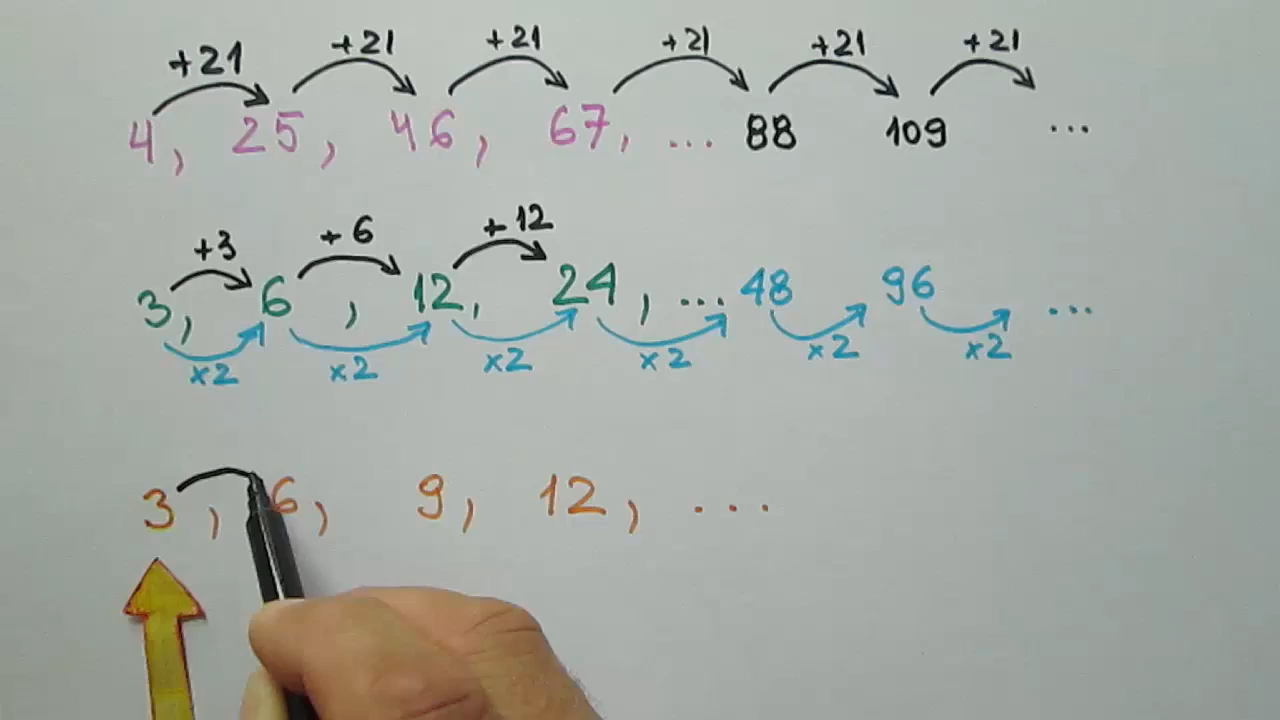 +21 +21 +21 +21 +21 +21
4, 25, 46, 67, ... 88 109 ...
+3 +6 +12
3, 6, 12, 24, ... 48 96 ...
x2 x2 x2 x2 x2 x2
3, 6, 9, 12, ...